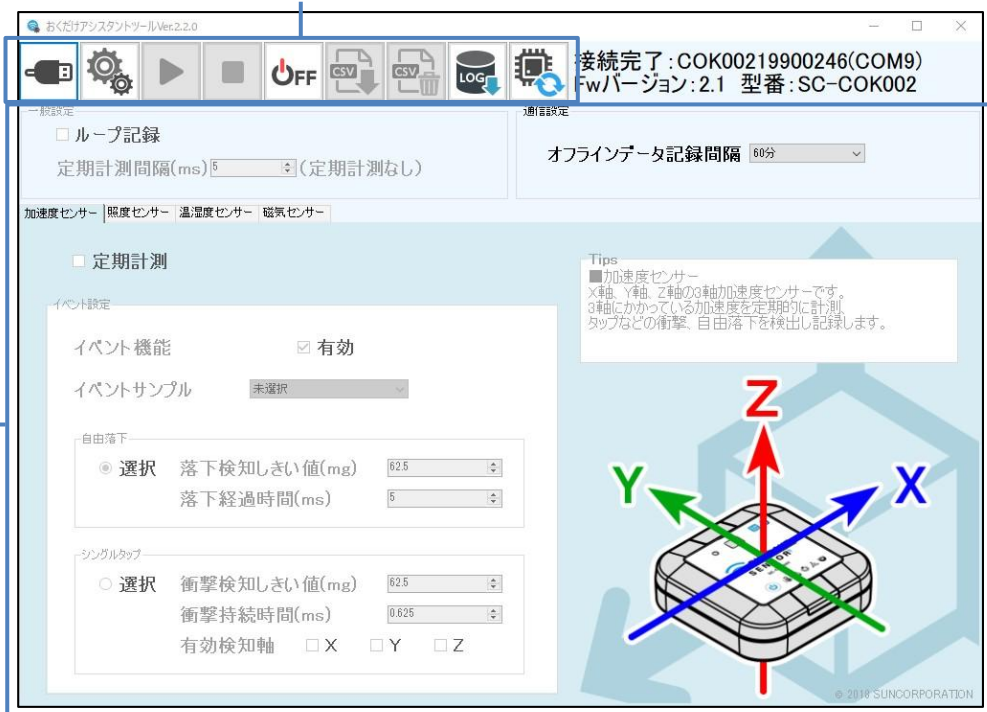 おくだけアシスタントツールVer.2.2.0
OFF
CSV
CSV
LOG
接続完了:COK00219900246(COM9)
Fwバージョン:2.1 型番:SC-COK002
一般設定
ループ記録
定期計測間隔(ms) 5 (定期計測なし)
通信設定
オフラインデータ記録間隔 60分
加速度センサー 照度センサー 温湿度センサー 磁気センサー
定期計測
イベント設定
イベント機能 有効
イベントサンプル 未選択
自由落下
選択 落下検知しきい値(mg) 62.5
落下経過時間(ms) 5
シングルタップ
選択 衝撃検知しきい値(mg) 62.5
衝撃持続時間(ms) 0.625
有効検知軸 X Y Z
Tips
■加速度センサー
X軸、Y軸、Z軸の3軸加速度センサーです。
3軸にかかっている加速度を定期的に計測、
タップなどの衝撃、自由落下を検出し記録します。
Z
Y
X
SENSOR
© 2018 SUNCORPORATION